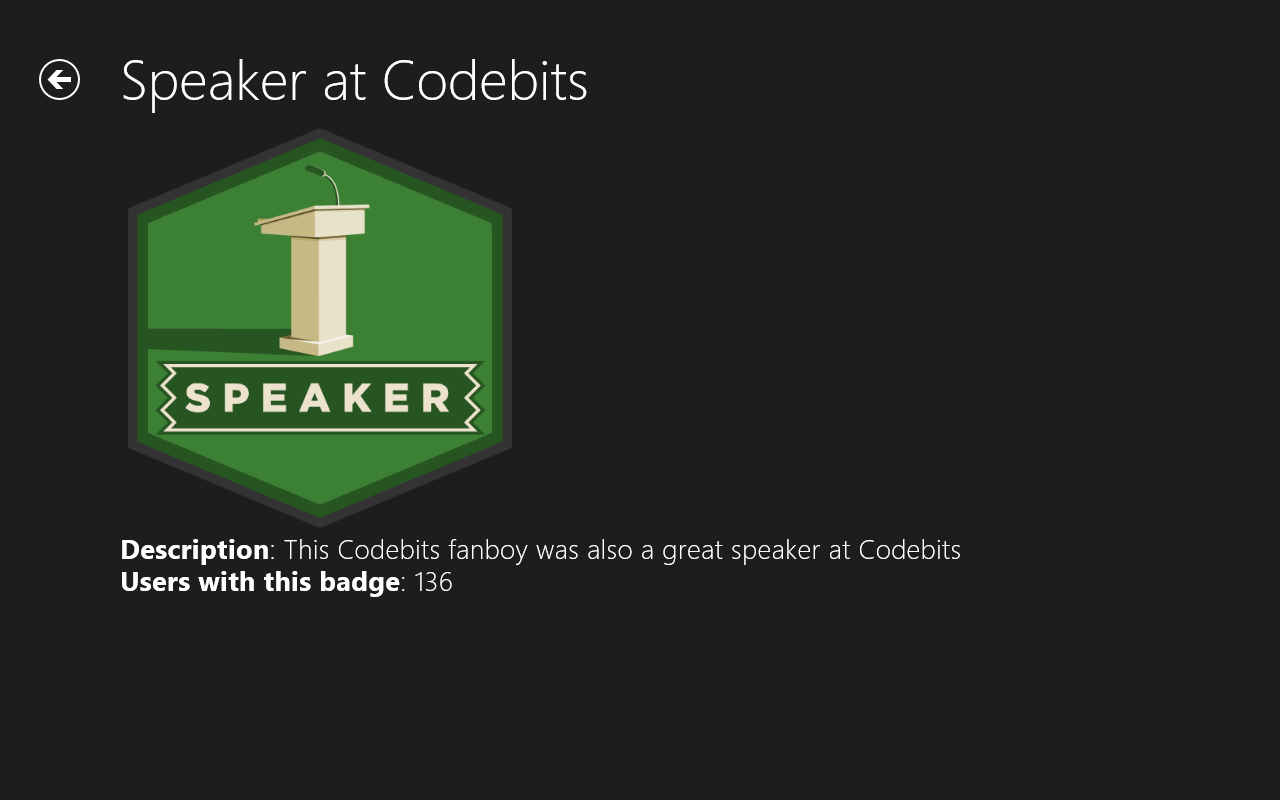 Speaker at Codebits
SPEAKER
Description: This Codebits fanboy was also a great speaker at Codebits
Users with this badge: 136